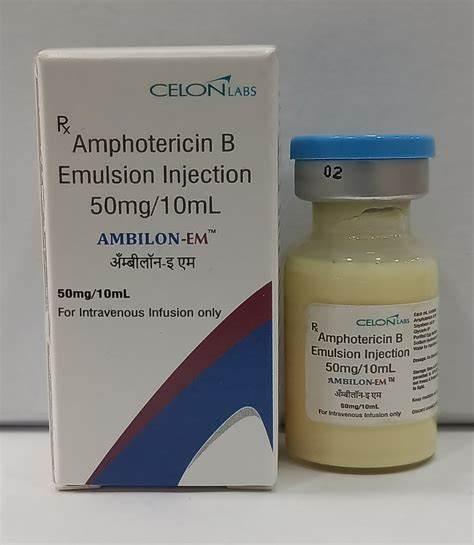 CELON LABS
Rx Amphotericin B
Emulsion Injection
50mg/10mL
AMBILON-EM™
अ‍ॅम्बीलॉन-इ एम
50mg/10mL
For Intravenous Infusion only
02
CELON LABS
Rx Amphotericin B
Emulsion Injection
50mg/10mL
AMBILON-EM™
अ‍ॅम्बीलॉन-इ एम
50mg/10mL
For Intravenous Infusion only